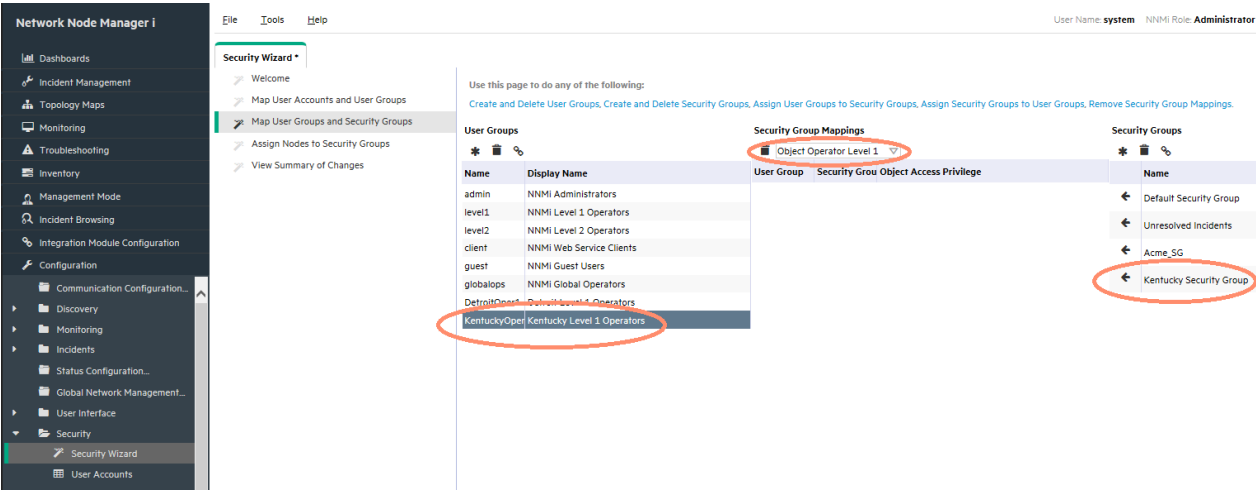 Network Node Manager i
File Tools Help
User Name: system NNMi Role: Administrator
Dashboards
Incident Management
Topology Maps
Monitoring
Troubleshooting
Inventory
Management Mode
Incident Browsing
Integration Module Configuration
Configuration
Communication Configuration...
Discovery
Monitoring
Incidents
Status Configuration...
Global Network Management...
User Interface
Security
Security Wizard
User Accounts
Security Wizard *
Welcome
Map User Accounts and User Groups
Map User Groups and Security Groups
Assign Nodes to Security Groups
View Summary of Changes
Use this page to do any of the following:
Create and Delete User Groups, Create and Delete Security Groups, Assign User Groups to Security Groups, Assign Security Groups to User Groups, Remove Security Group Mappings.
User Groups
Name Display Name
admin NNMi Administrators
level1 NNMi Level 1 Operators
level2 NNMi Level 2 Operators
client NNMi Web Service Clients
guest NNMi Guest Users
globalops NNMi Global Operators
DetroitOper1 Detroit Level 1 Operators
KentuckyOper Kentucky Level 1 Operators
Security Group Mappings
Object Operator Level 1
User Group Security Grou Object Access Privilege
Security Groups
Name
Default Security Group
Unresolved Incidents
Acme_SG
Kentucky Security Group